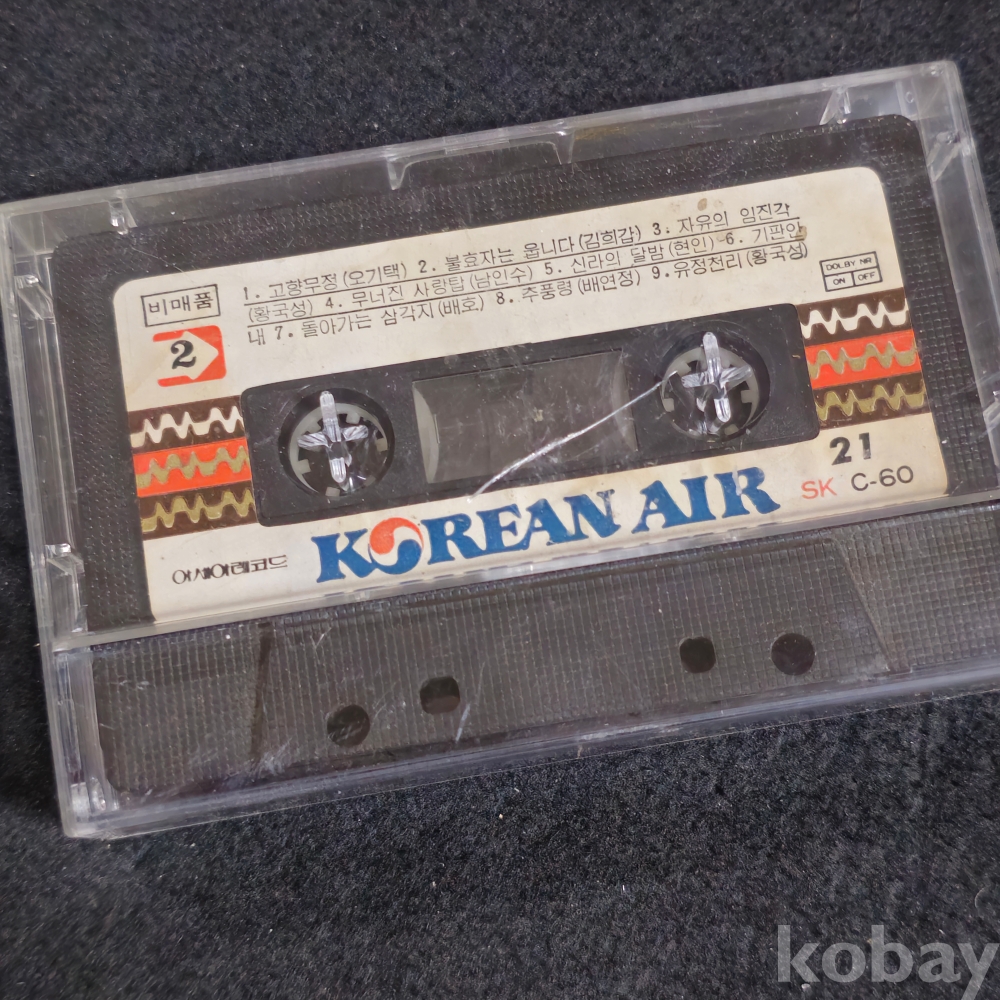 비매품
2
1. 고향무정(오기택) 2. 불효자는 웁니다(김희갑) 3. 자유의 임진각
(황국성) 4. 무너진 사랑탑(남인수) 5. 신라의 달밤(현인) 6. 기판안
내 7. 돌아가는 삼각지(배호) 8. 추풍령(배연정) 9. 유정천리(황국성)
DOLBY NR
ON OFF
21
SK C-60
KOREAN AIR
아세아레코드
kobay